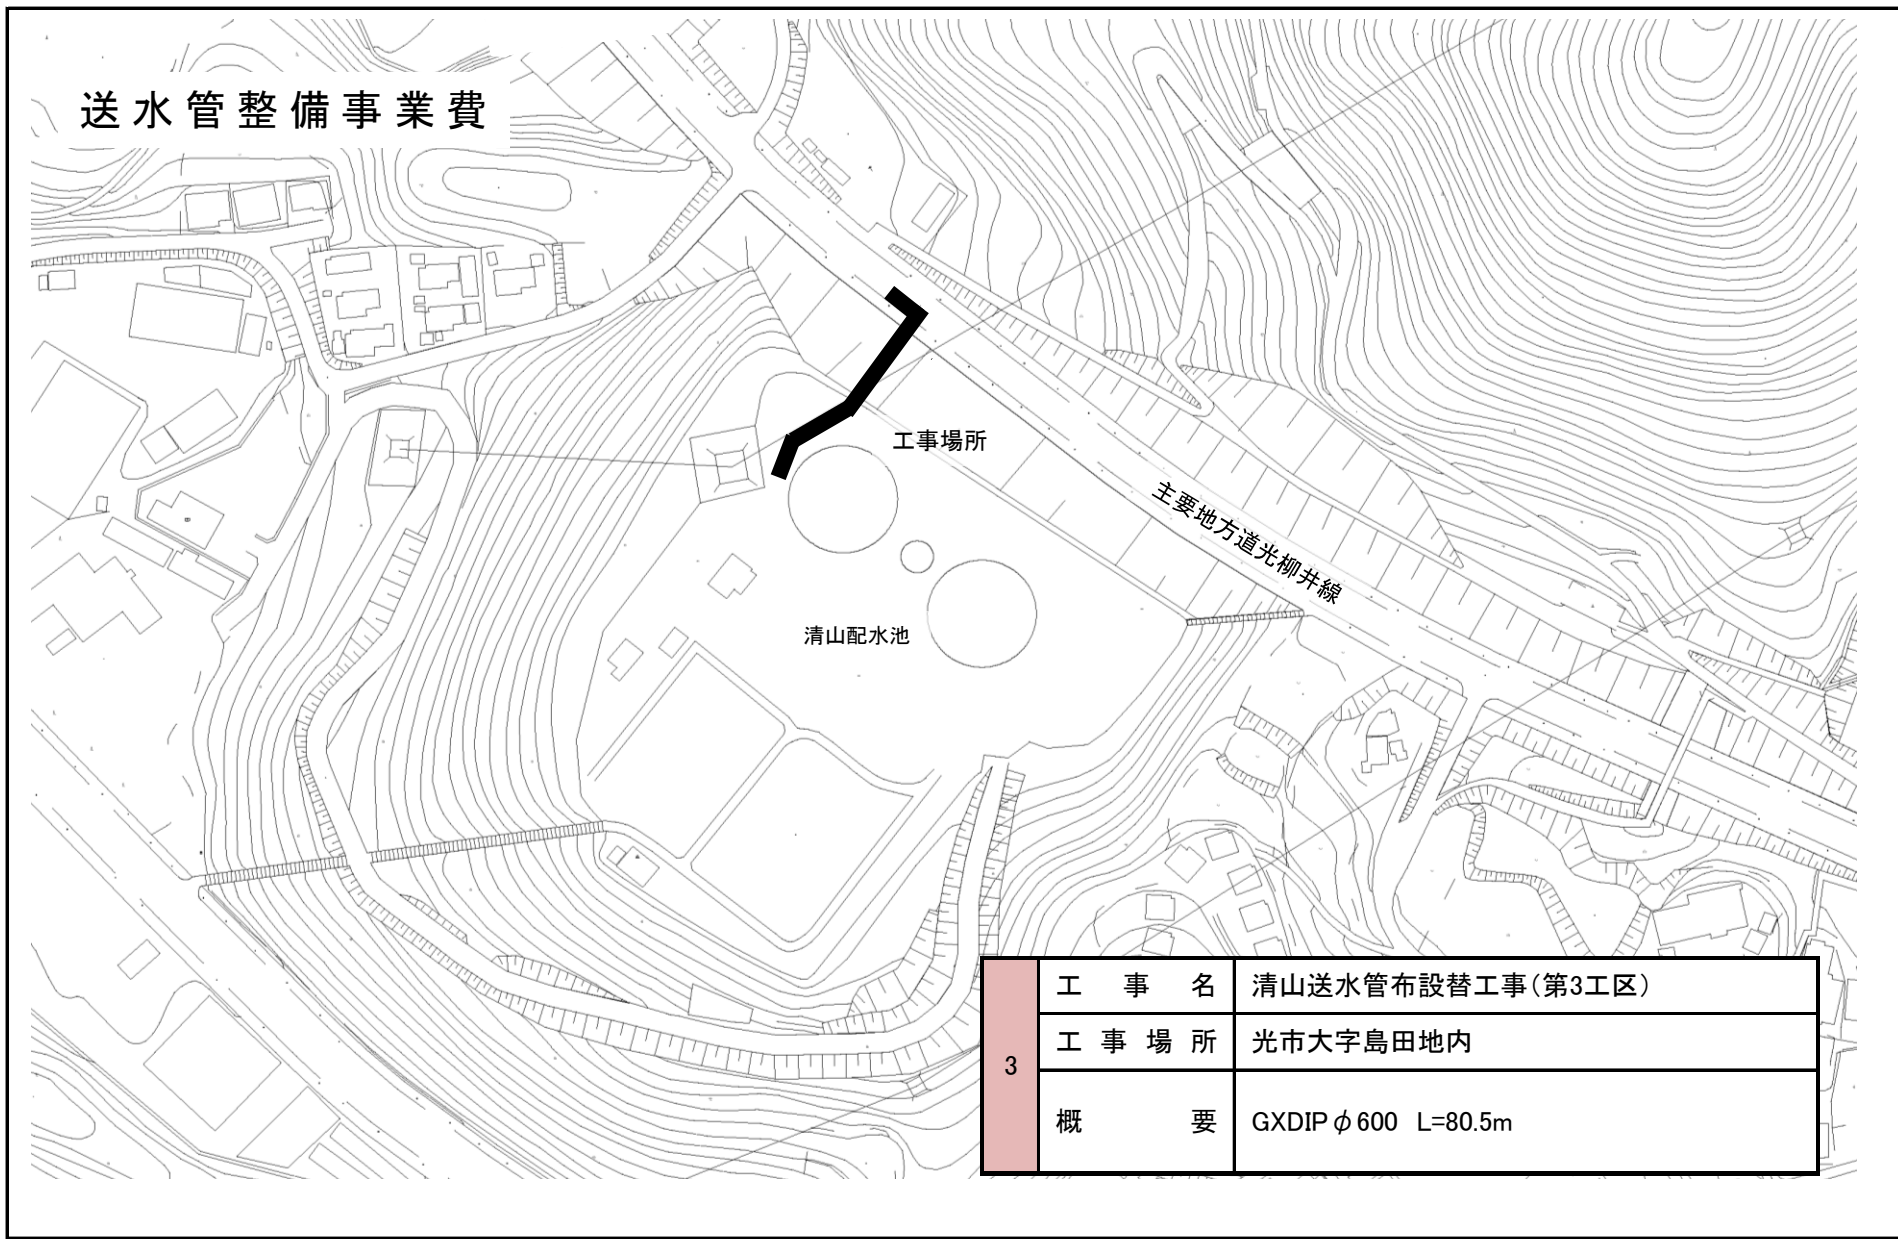 送水管整備事業費
工事場所
主要地方道光柳井線
清山配水池
3
工事名 清山送水管布設替工事(第3工区)
工事場所 光市大字島田地内
概要 GXDIPφ600 L=80.5m